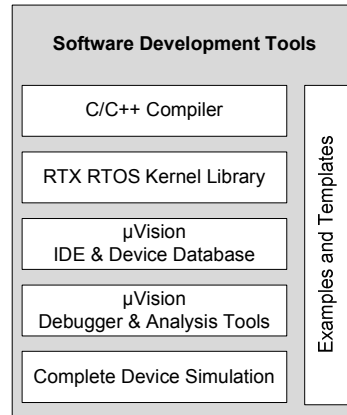 Software Development Tools
C/C++ Compiler
RTX RTOS Kernel Library
µVision
IDE & Device Database
µVision
Debugger & Analysis Tools
Complete Device Simulation
Examples and Templates